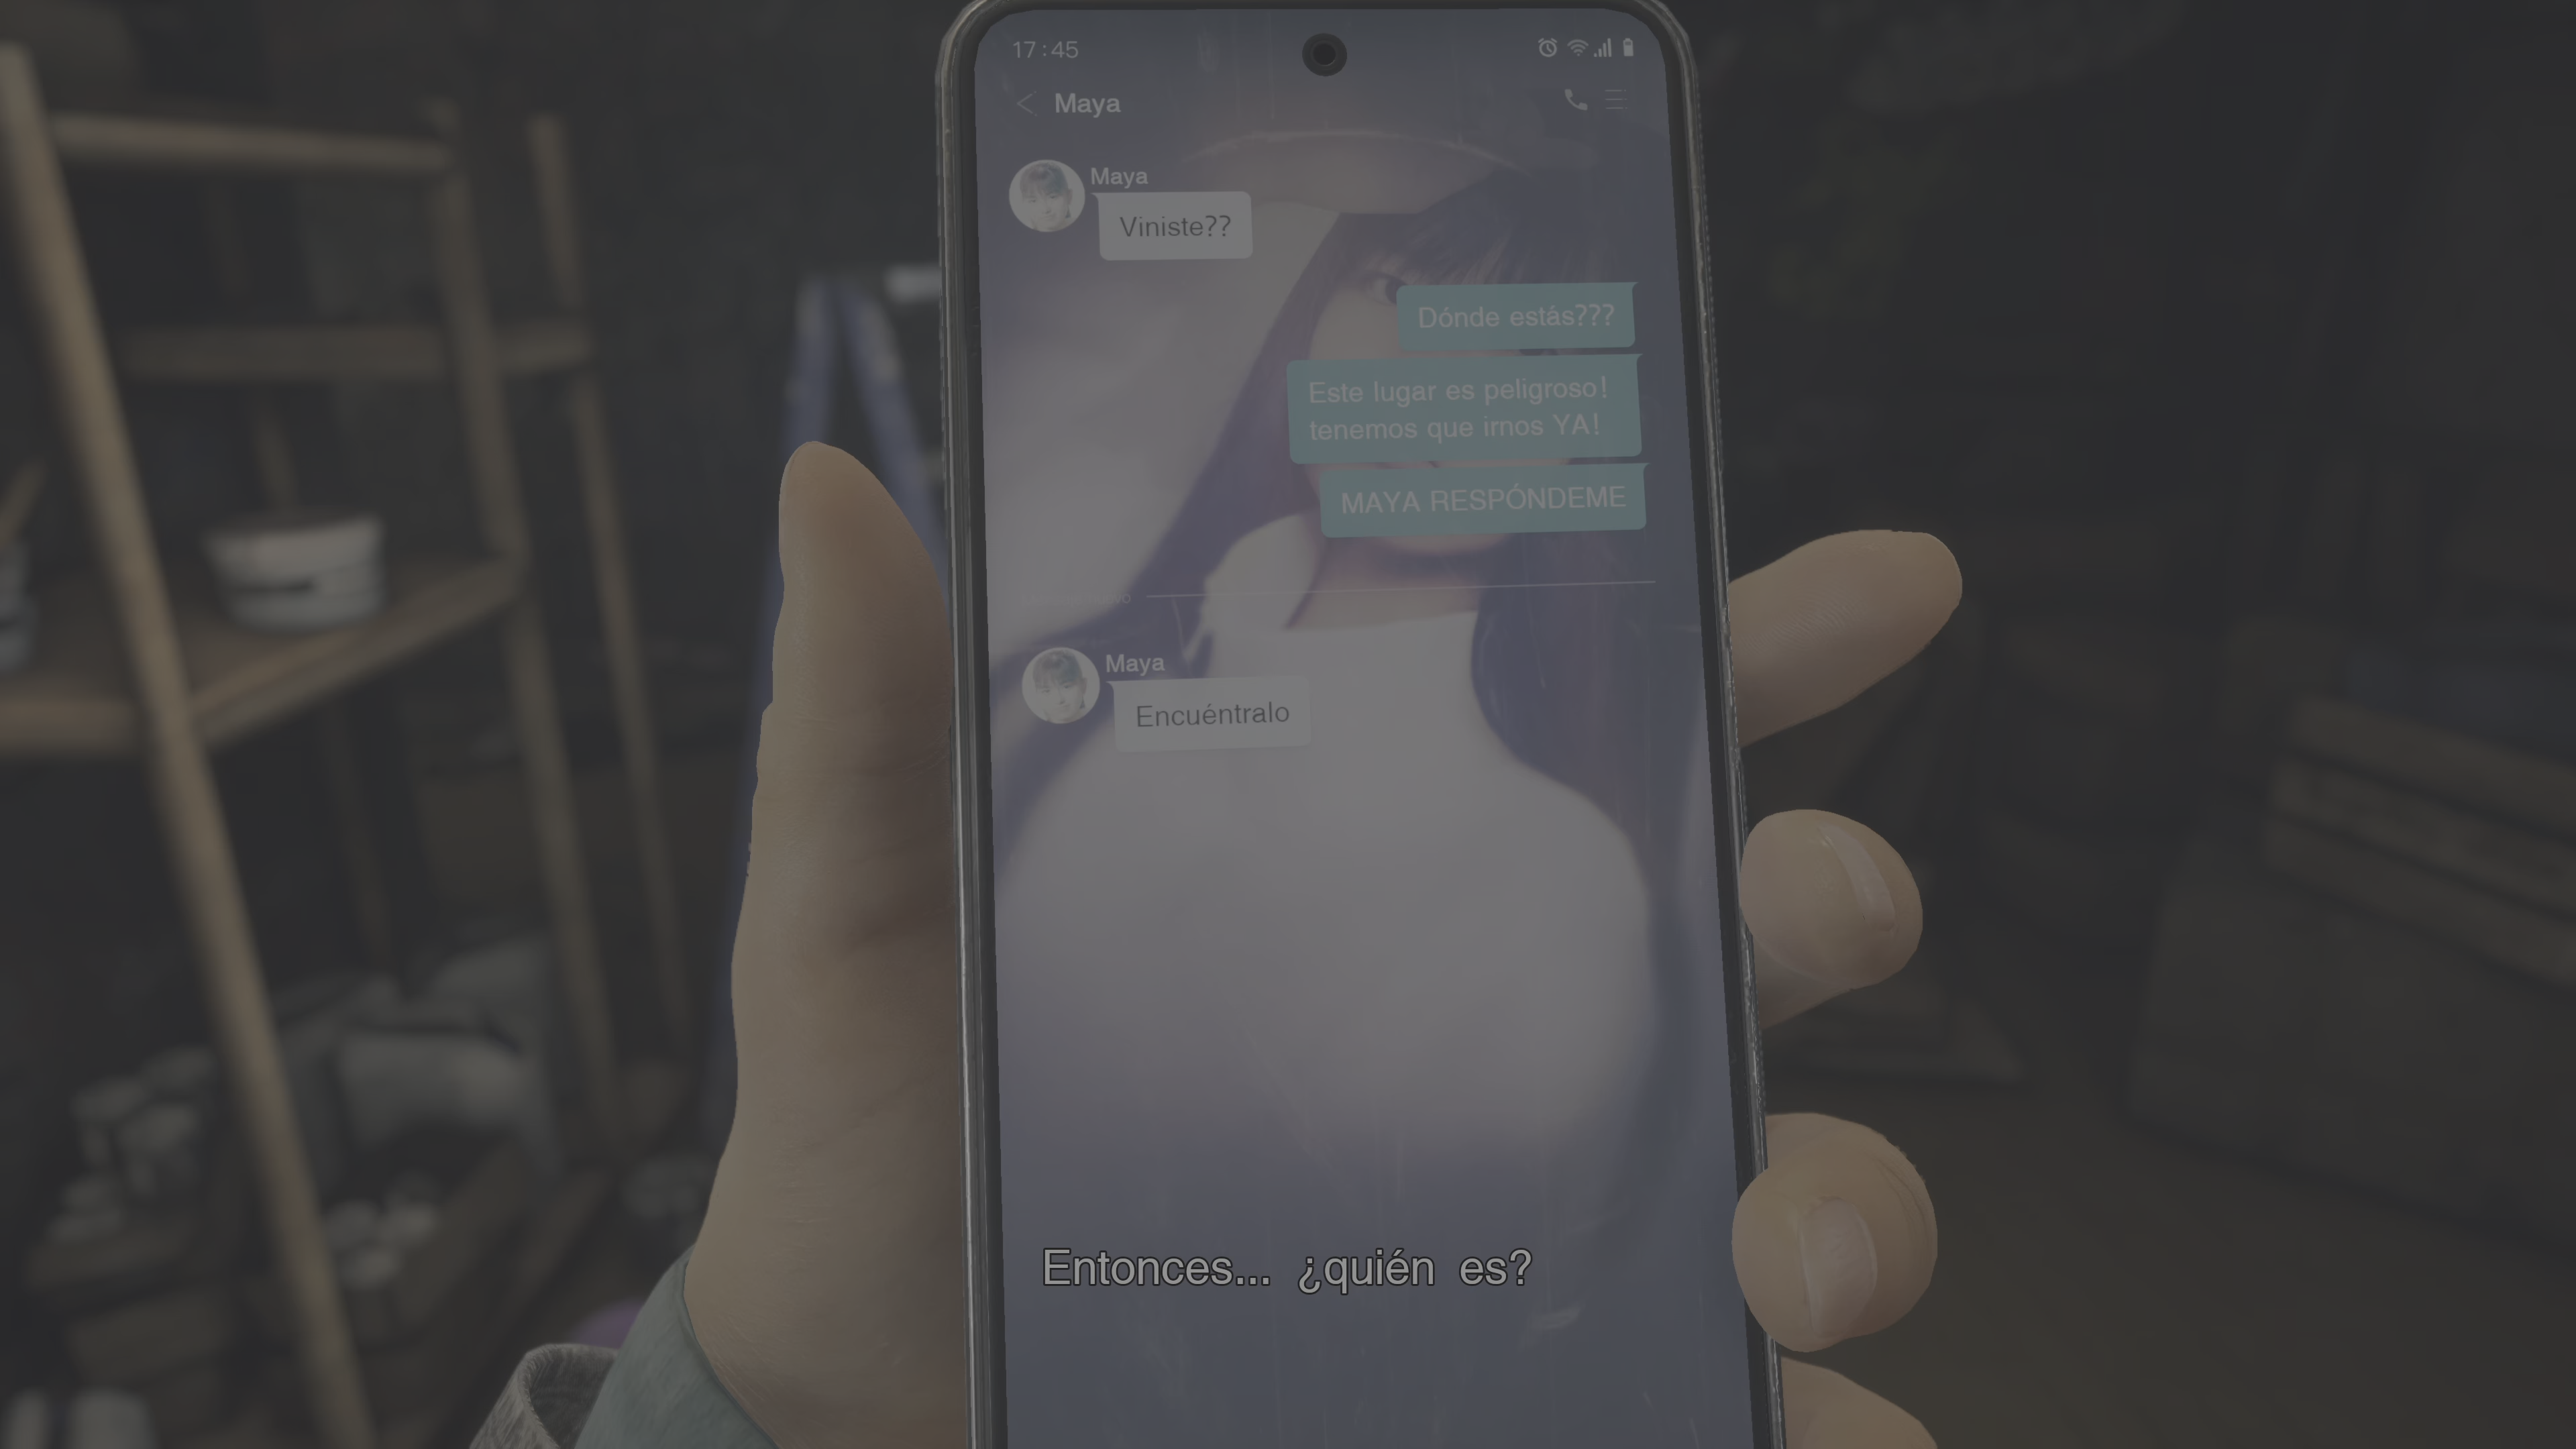 17:45
Maya
Maya
Viniste??
Dónde estás???
Este lugar es peligroso!
tenemos que irnos YA!
MAYA RESPÓNDEME
Maya
Encuéntralo
Entonces... ¿quién es?